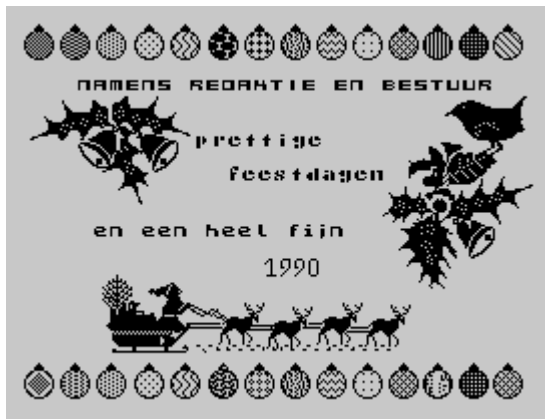 NAMENS REDAKTIE EN BESTUUR
prettige
feestdagen
en een heel fijn
1990